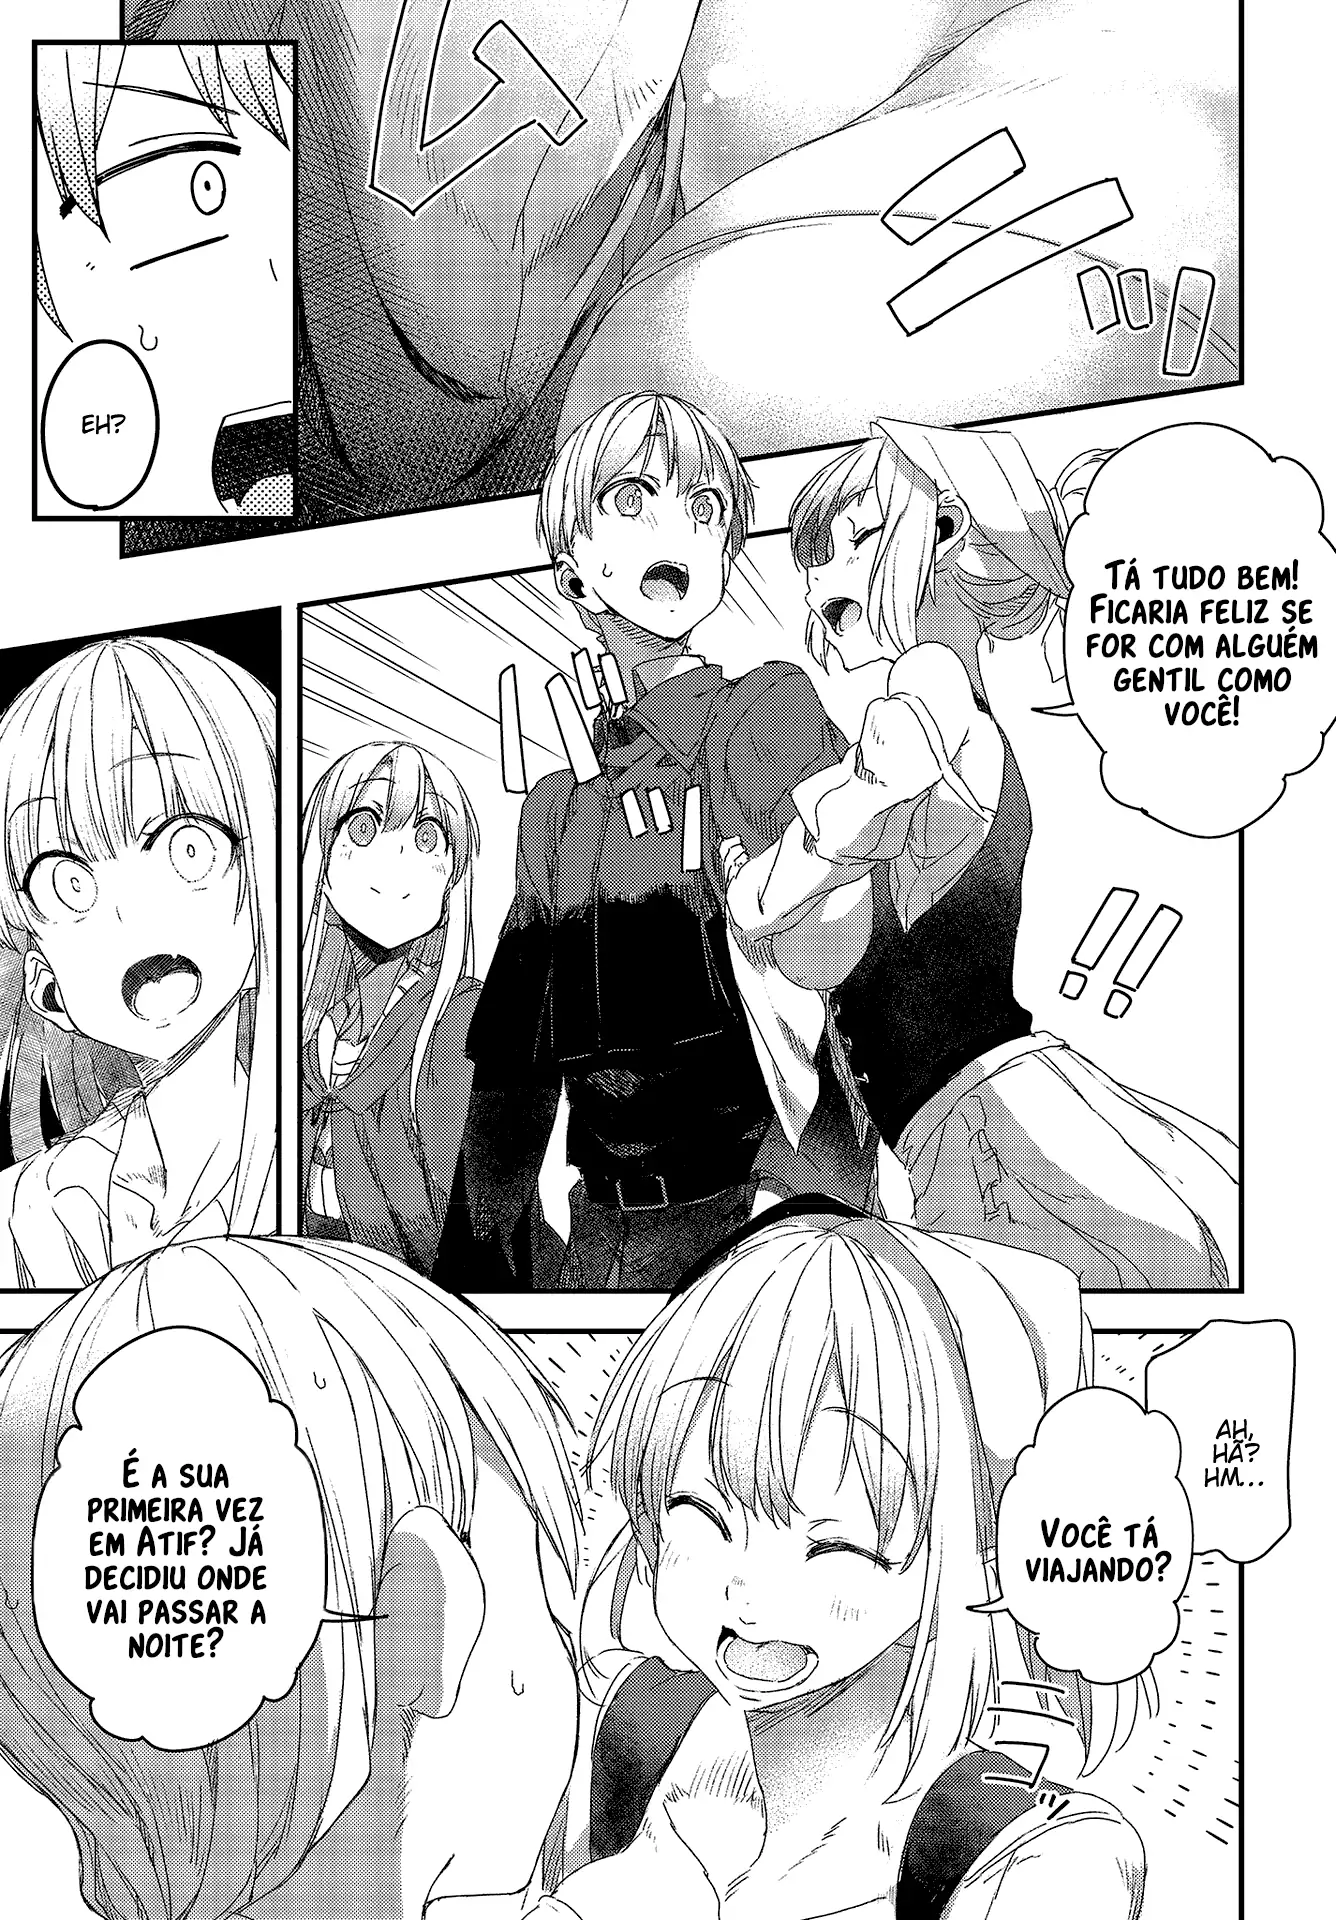 EH?
TÁ TUDO BEM!
FICARIA FELIZ SE
FOR COM ALGUÉM
GENTIL COMO
VOCÊ!
!!
AH,
HÃ?
HM...
VOCÊ TÁ
VIAJANDO?
É A SUA
PRIMEIRA VEZ
EM ATIF? JÁ
DECIDIU ONDE
VAI PASSAR A
NOITE?